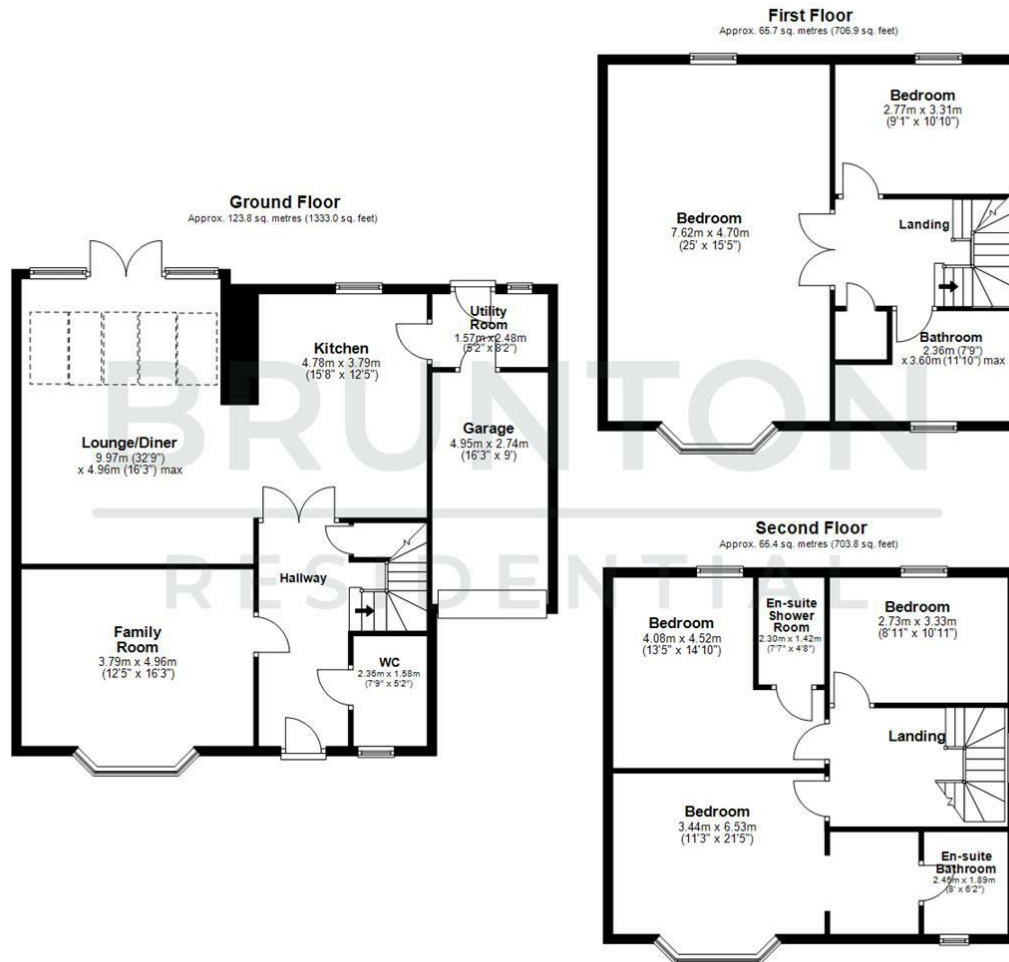 Ground Floor
Approx. 123.8 sq. metres (1333.0 sq. feet)
Lounge/Diner
9.97m (32'9")
x 4.96m (16'3") max
Kitchen
4.78m x 3.79m
(15'8" x 12'5")
Utility
Room
1.57m x 2.48m
(5'2" x 8'2")
Garage
4.95m x 2.74m
(16'3" x 9')
Hallway
Family
Room
3.79m x 4.96m
(12'5" x 16'3")
WC
2.36m x 1.58m
(7'9" x 5'2")
First Floor
Approx. 65.7 sq. metres (706.9 sq. feet)
Bedroom
2.77m x 3.31m
(9'1" x 10'10")
Bedroom
7.62m x 4.70m
(25' x 15'5")
Landing
Bathroom
2.36m (7'9")
x 3.60m (11'10") max
Second Floor
Approx. 65.4 sq. metres (703.8 sq. feet)
Bedroom
4.08m x 4.52m
(13'5" x 14'10")
En-suite
Shower
Room
2.30m x 1.42m
(7'7" x 4'8")
Bedroom
2.73m x 3.33m
(8'11" x 10'11")
Landing
Bedroom
3.44m x 6.53m
(11'3" x 21'5")
En-suite
Bathroom
2.45m x 1.89m
(8' x 6'2")
BRUNTON
RESIDENTIAL